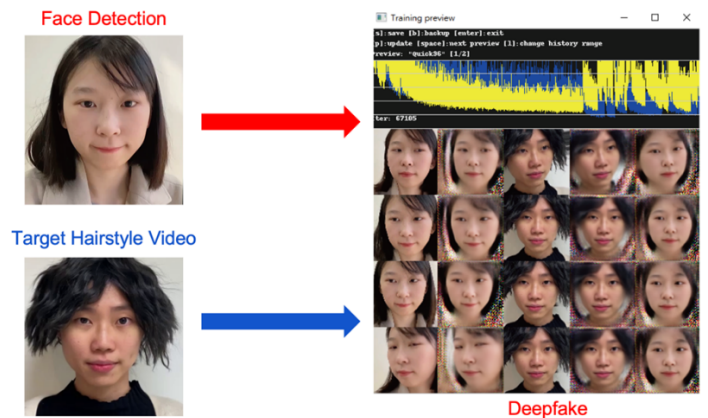 Face Detection
Target Hairstyle Video
Training preview
[s]:save [b]:backup [enter]:exit
[p]:update [space]:next preview [l]:change history range
Preview: "Quick96" [1/2]
Iter: 67105
Deepfake